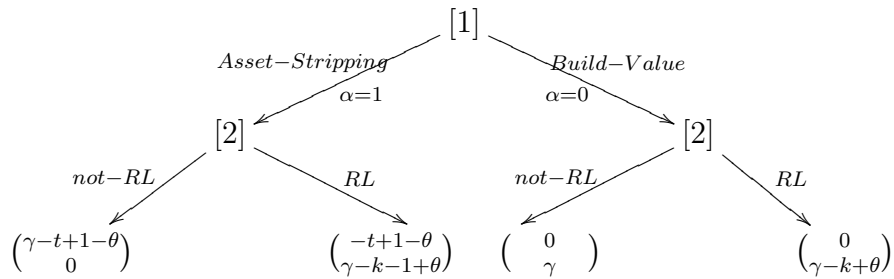 [1]
Asset−Stripping Build−Value
α=1 α=0
[2] [2]
not−RL RL not−RL RL
(γ−t+1−θ (−t+1−θ (0 (0
0) γ−k−1+θ) γ) γ−k+θ)